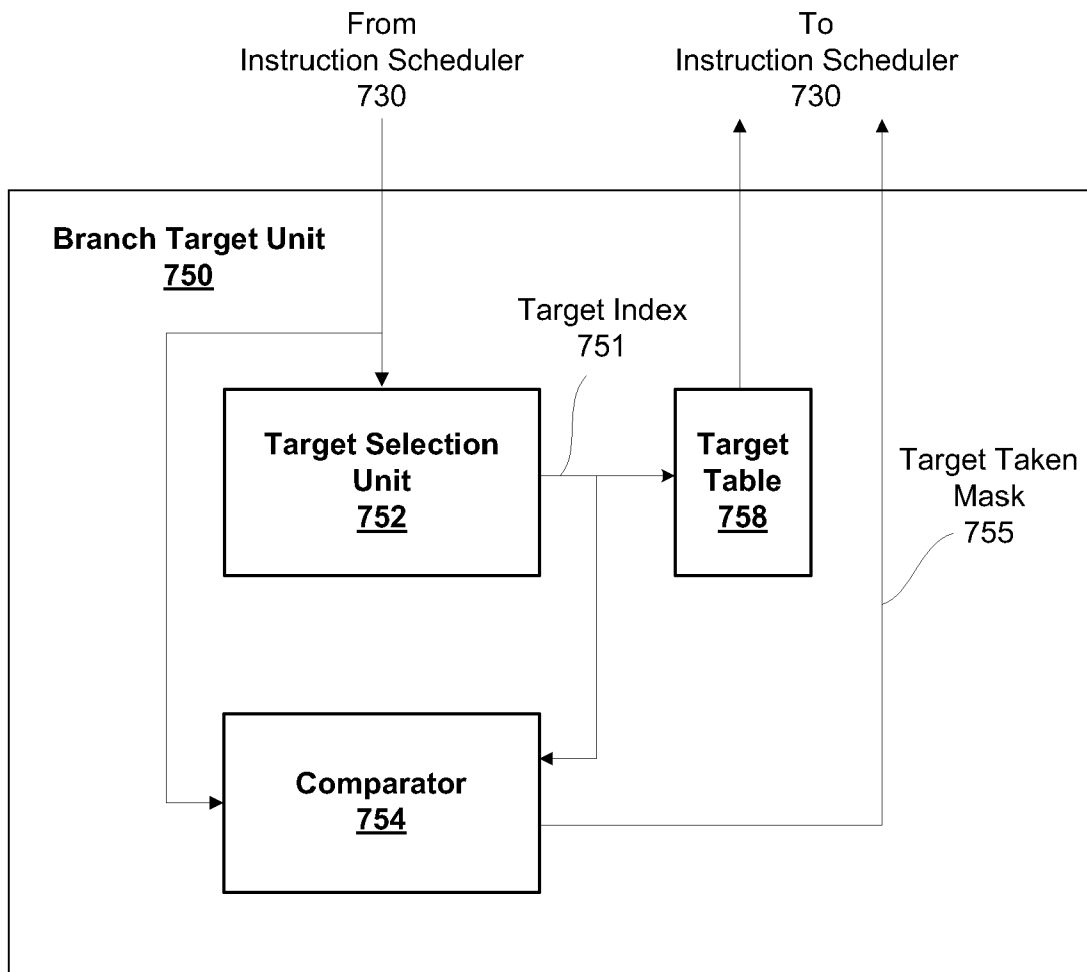 From
Instruction Scheduler
730
To
Instruction Scheduler
730
Branch Target Unit
750
Target Index
751
Target Selection
Unit
752
Target
Table
758
Target Taken
Mask
755
Comparator
754